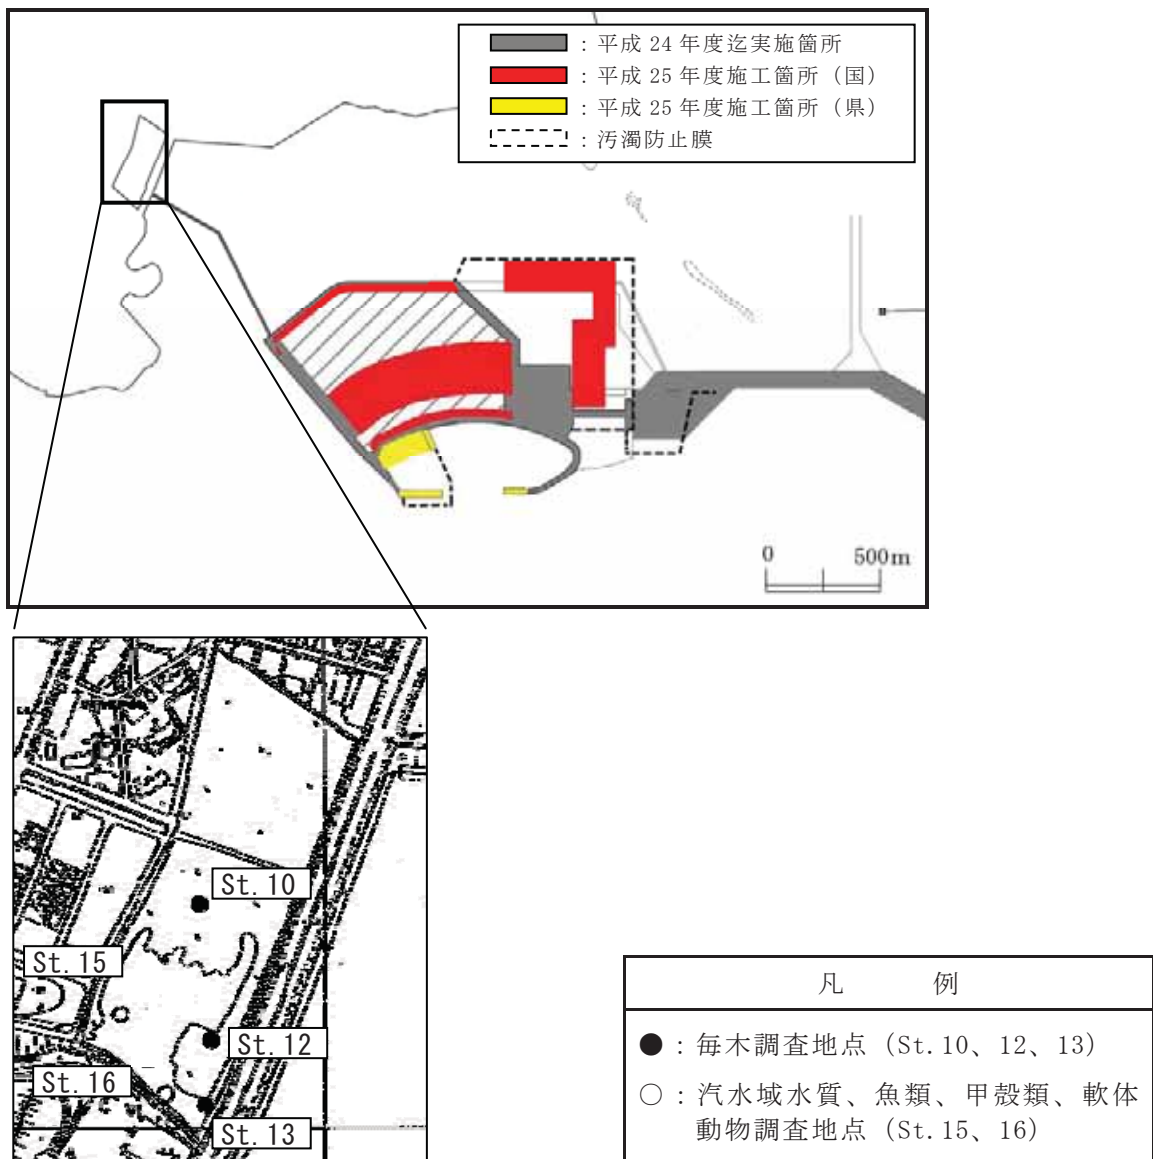 ：平成 24 年度迄実施箇所
：平成 25 年度施工箇所（国）
：平成 25 年度施工箇所（県）
：汚濁防止膜
0 500m
St. 10
St. 15
St. 12
St. 16
St. 13
凡 例
●：毎木調査地点（St.10、12、13）
○：汽水域水質、魚類、甲殻類、軟体
動物調査地点（St.15、16）